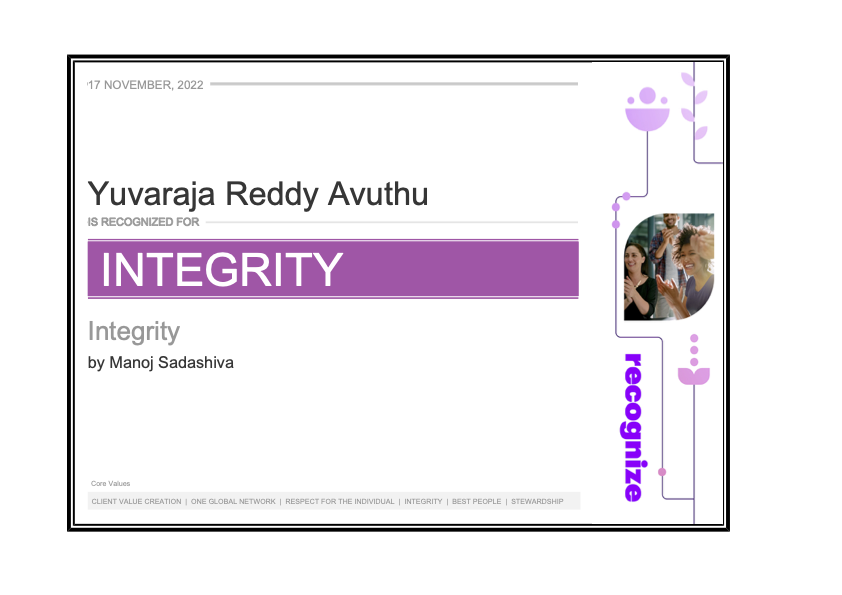 17 NOVEMBER, 2022
Yuvaraja Reddy Avuthu
IS RECOGNIZED FOR
INTEGRITY
Integrity
by Manoj Sadashiva
recognize
Core Values
CLIENT VALUE CREATION | ONE GLOBAL NETWORK | RESPECT FOR THE INDIVIDUAL | INTEGRITY | BEST PEOPLE | STEWARDSHIP